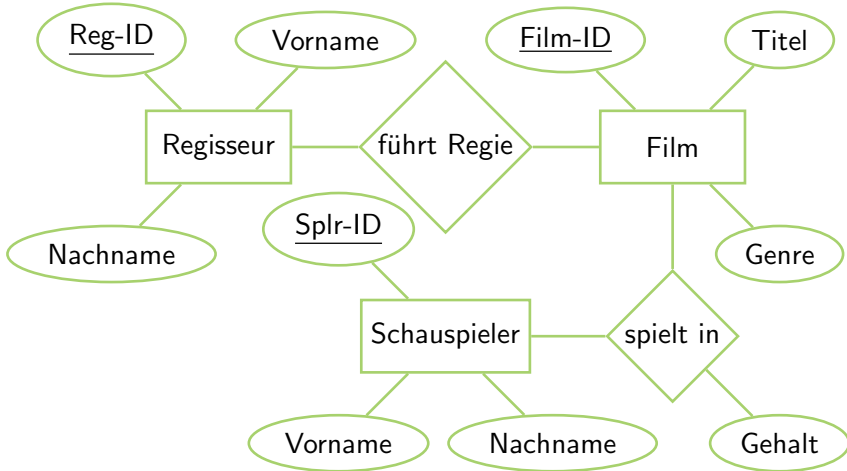 Reg-ID
Vorname
Film-ID
Titel
Regisseur
führt Regie
Film
Nachname
Splr-ID
Genre
Schauspieler
spielt in
Vorname
Nachname
Gehalt